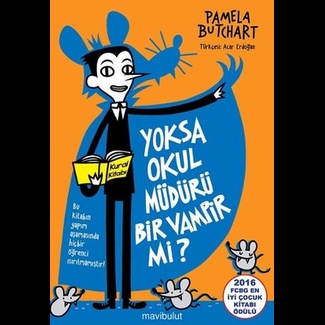 PAMELA
BUTCHART
Türkçesi: Acar Erdoğan
YOKSA
OKUL
MÜDÜRÜ
BİR VAMPİR
Mİ?
Kural
Kitabı
Bu
kitabın
yapım
aşamasında
hiçbir
öğrenci
ısırılmamıştır!
2016
FCBG EN
İYİ ÇOCUK
KİTABI
ÖDÜLÜ
mavibulut